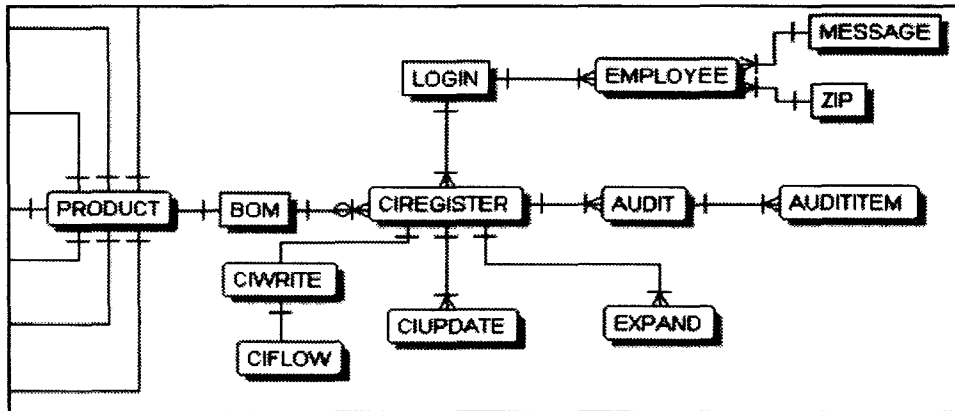 MESSAGE
LOGIN
EMPLOYEE
ZIP
PRODUCT
BOM
CIREGISTER
AUDIT
AUDITITEM
CIWRITE
CIUPDATE
EXPAND
CIFLOW